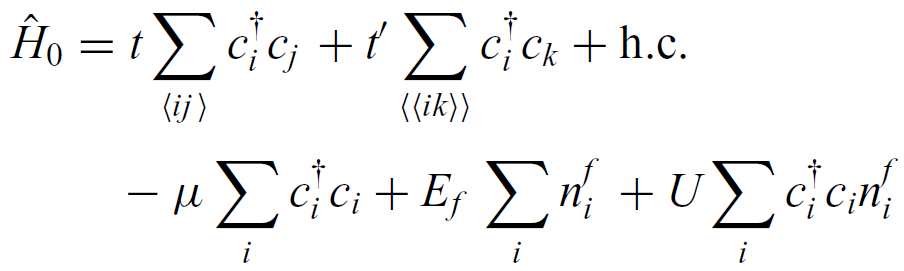 Ĥ₀ = t ∑_{⟨ij⟩} c_i^† c_j + t′ ∑_{⟨⟨ik⟩⟩} c_i^† c_k + h.c.
− μ ∑_i c_i^† c_i + E_f ∑_i n_i^f + U ∑_i c_i^† c_i n_i^f